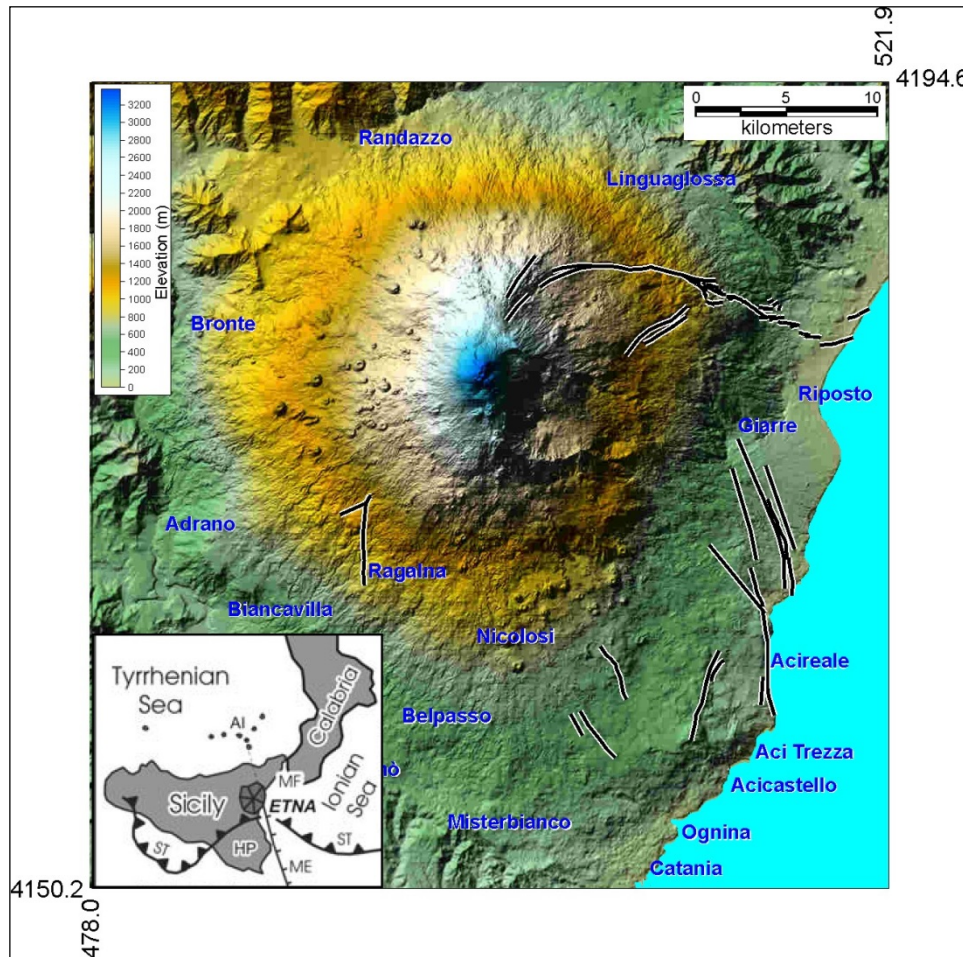 521.9
4194.6
0 5 10
kilometers
3200
3000
2800
2600
2400
2200
2000
1800
1600
1400
1200
1000
800
600
400
200
0
Elevation (m)
Randazzo
Linguaglossa
Bronte
Riposto
Giarre
Adrano
Ragalna
Biancavilla
Nicolosi
Acireale
Belpasso
Aci Trezza
nò
Acicastello
Misterbianco
Ognina
Catania
Tyrrhenian
Sea
AI
Calabria
MF
Sicily
ETNA
Ionian
Sea
ST
HP
ST
ME
4150.2
478.0